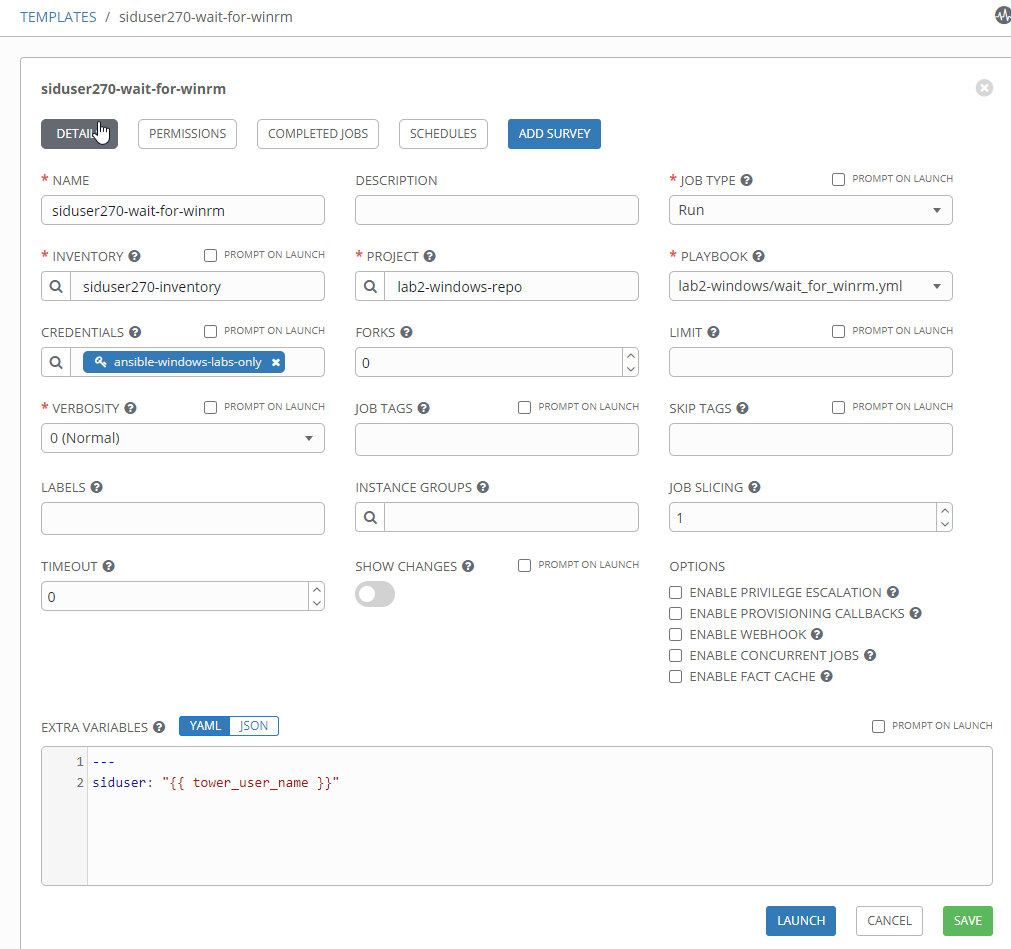 TEMPLATES / siduser270-wait-for-winrm
siduser270-wait-for-winrm
PERMISSIONS COMPLETED JOBS SCHEDULES ADD SURVEY
* NAME DESCRIPTION * JOB TYPE ? PROMPT ON LAUNCH
siduser270-wait-for-winrm Run
* INVENTORY ? PROMPT ON LAUNCH * PROJECT ? * PLAYBOOK ?
siduser270-inventory lab2-windows-repo lab2-windows/wait_for_winrm.yml
CREDENTIALS ? PROMPT ON LAUNCH FORKS ? LIMIT ? PROMPT ON LAUNCH
ansible-windows-labs-only 0
* VERBOSITY ? PROMPT ON LAUNCH JOB TAGS ? PROMPT ON LAUNCH SKIP TAGS ? PROMPT ON LAUNCH
0 (Normal)
LABELS ? INSTANCE GROUPS ? JOB SLICING ?
1
TIMEOUT ? SHOW CHANGES ? PROMPT ON LAUNCH OPTIONS
0
ENABLE PRIVILEGE ESCALATION ?
ENABLE PROVISIONING CALLBACKS ?
ENABLE WEBHOOK ?
ENABLE CONCURRENT JOBS ?
ENABLE FACT CACHE ?
EXTRA VARIABLES ? YAML JSON PROMPT ON LAUNCH
1 ---
2 siduser: "{{ tower_user_name }}"
LAUNCH CANCEL SAVE